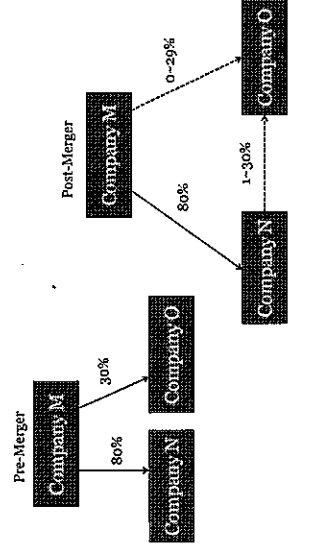 Pre-Merger
Company M
80%
30%
Company N
Company O
Post-Merger
Company M
80%
0~29%
Company N
1~30%
Company O